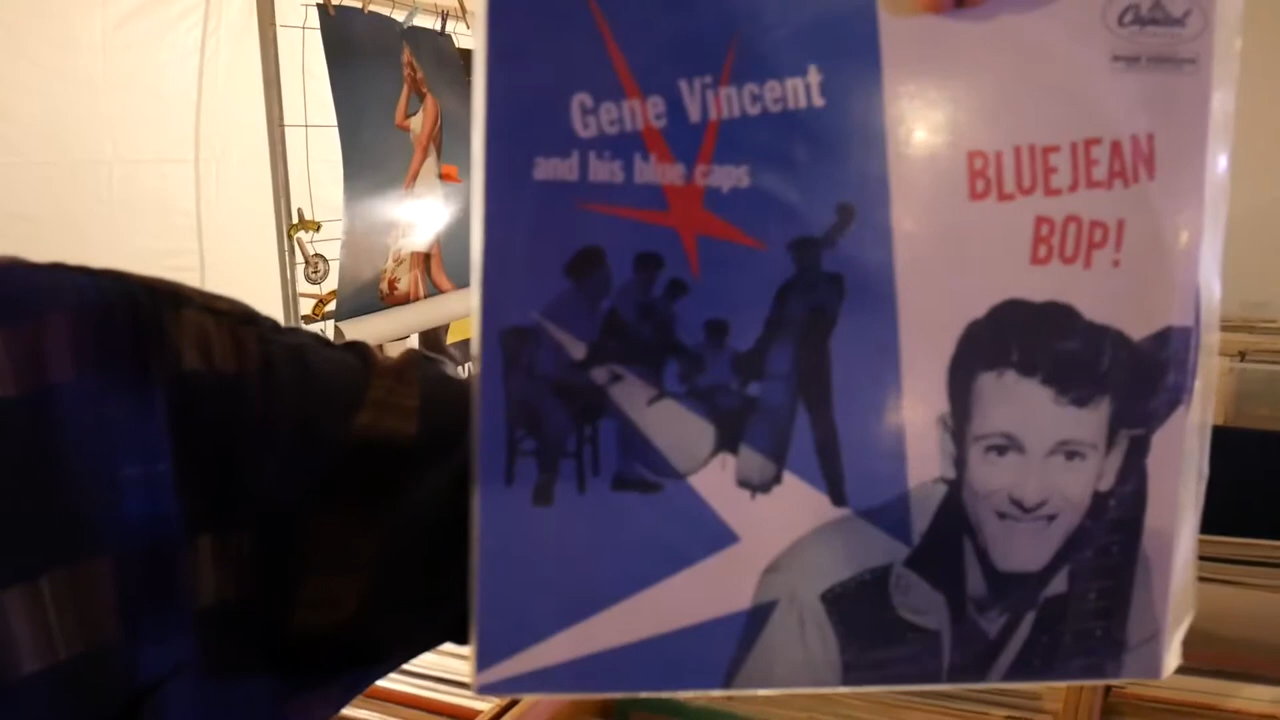 Capitol
Gene Vincent
and his blue caps
BLUEJEAN
BOP!